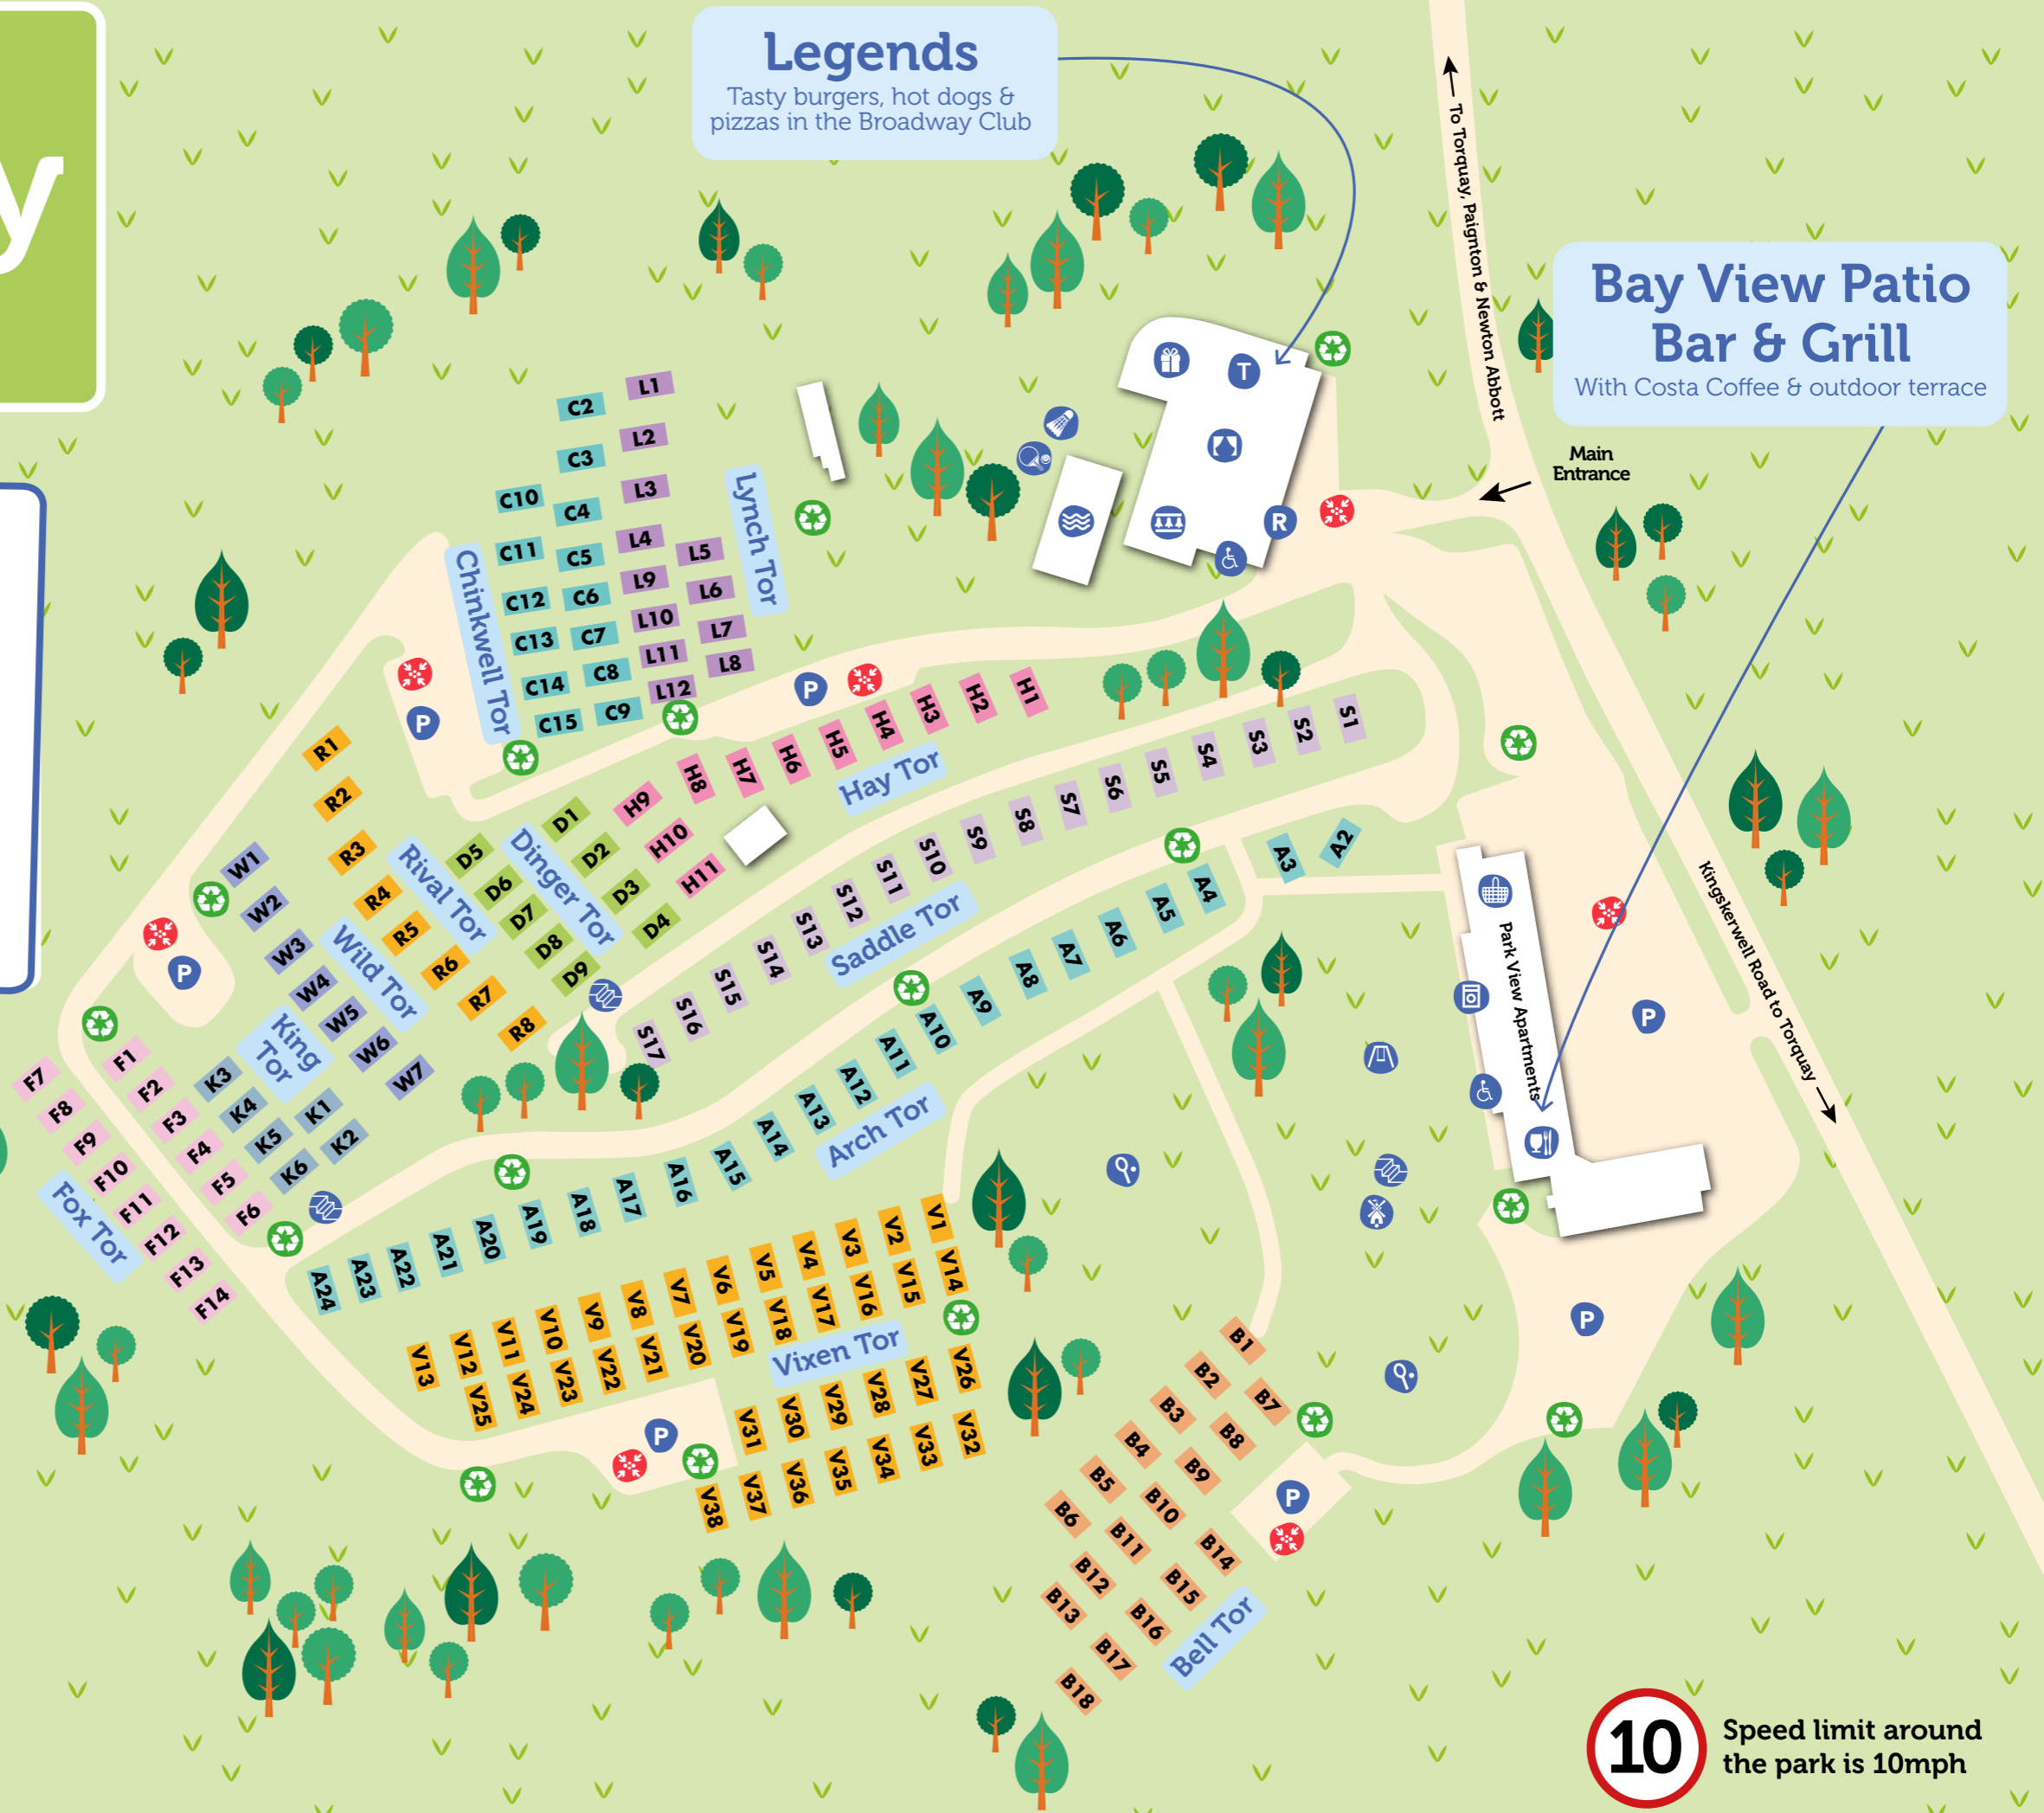 y
Legends
Tasty burgers, hot dogs &
pizzas in the Broadway Club
To Torquay, Paignton & Newton Abbott
Bay View Patio
Bar & Grill
With Costa Coffee & outdoor terrace
Main
Entrance
T
R
Kingskerwell Road to Torquay
Park View Apartments
P
P
P
P
P
P
P
Lynch Tor
L1
L2
L3
L4
L5
L6
L7
L8
L9
L10
L11
L12
Chinkwell Tor
C2
C3
C4
C5
C6
C7
C8
C9
C10
C11
C12
C13
C14
C15
Hay Tor
H1
H2
H3
H4
H5
H6
H7
H8
H9
H10
H11
Dinger Tor
D1
D2
D3
D4
D5
D6
D7
D8
D9
Rival Tor
R1
R2
R3
R4
R5
R6
R7
R8
Wild Tor
W1
W2
W3
W4
W5
W6
W7
King
Tor
K1
K2
K3
K4
K5
K6
Fox Tor
F1
F2
F3
F4
F5
F6
F7
F8
F9
F10
F11
F12
F13
F14
Saddle Tor
S1
S2
S3
S4
S5
S6
S7
S8
S9
S10
S11
S12
S13
S14
S15
S16
S17
Arch Tor
A2
A3
A4
A5
A6
A7
A8
A9
A10
A11
A12
A13
A14
A15
A16
A17
A18
A19
A20
A21
A22
A23
A24
Vixen Tor
V1
V2
V3
V4
V5
V6
V7
V8
V9
V10
V11
V12
V13
V14
V15
V16
V17
V18
V19
V20
V21
V22
V23
V24
V25
V26
V27
V28
V29
V30
V31
V32
V33
V34
V35
V36
V37
V38
Bell Tor
B1
B2
B3
B4
B5
B6
B7
B8
B9
B10
B11
B12
B13
B14
B15
B16
B17
B18
10
Speed limit around
the park is 10mph